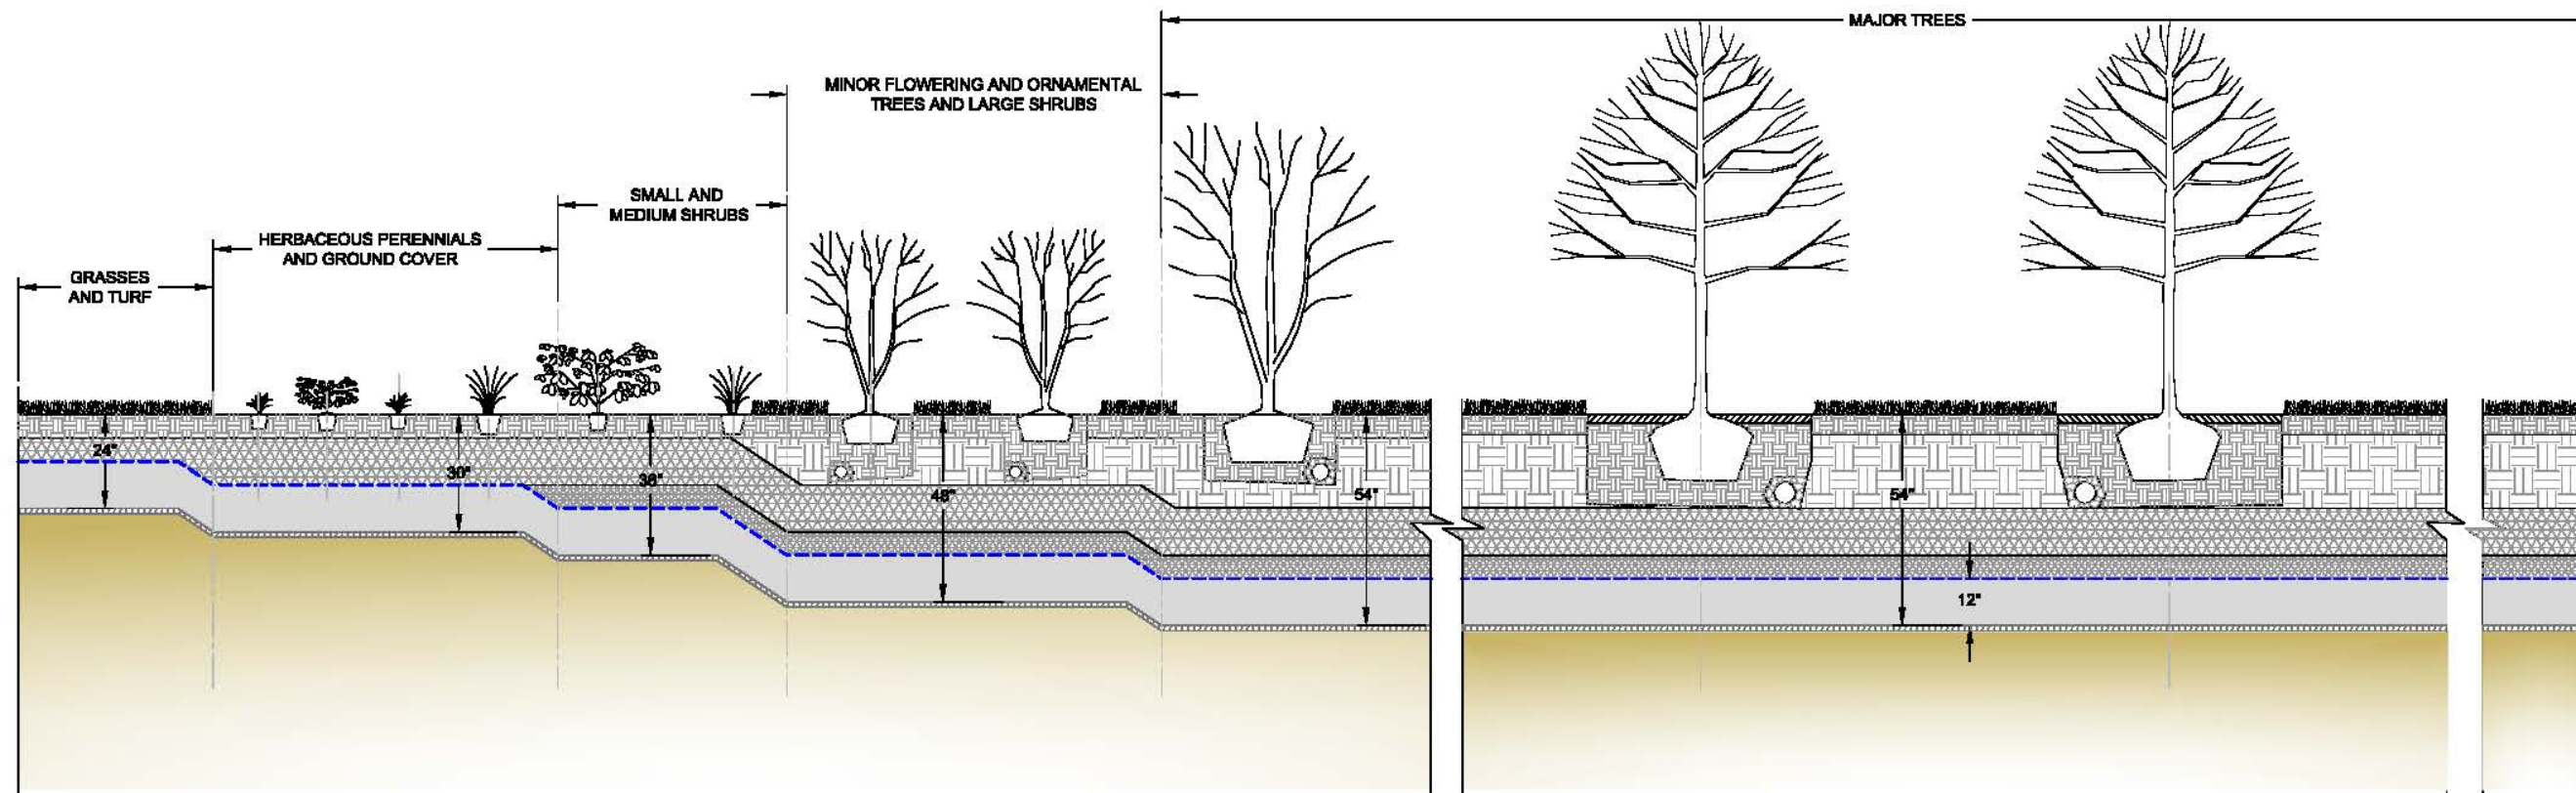 MAJOR TREES
MINOR FLOWERING AND ORNAMENTAL
TREES AND LARGE SHRUBS
SMALL AND
MEDIUM SHRUBS
HERBACEOUS PERENNIALS
AND GROUND COVER
GRASSES
AND TURF
24"
30"
36"
48"
54"
54"
12"